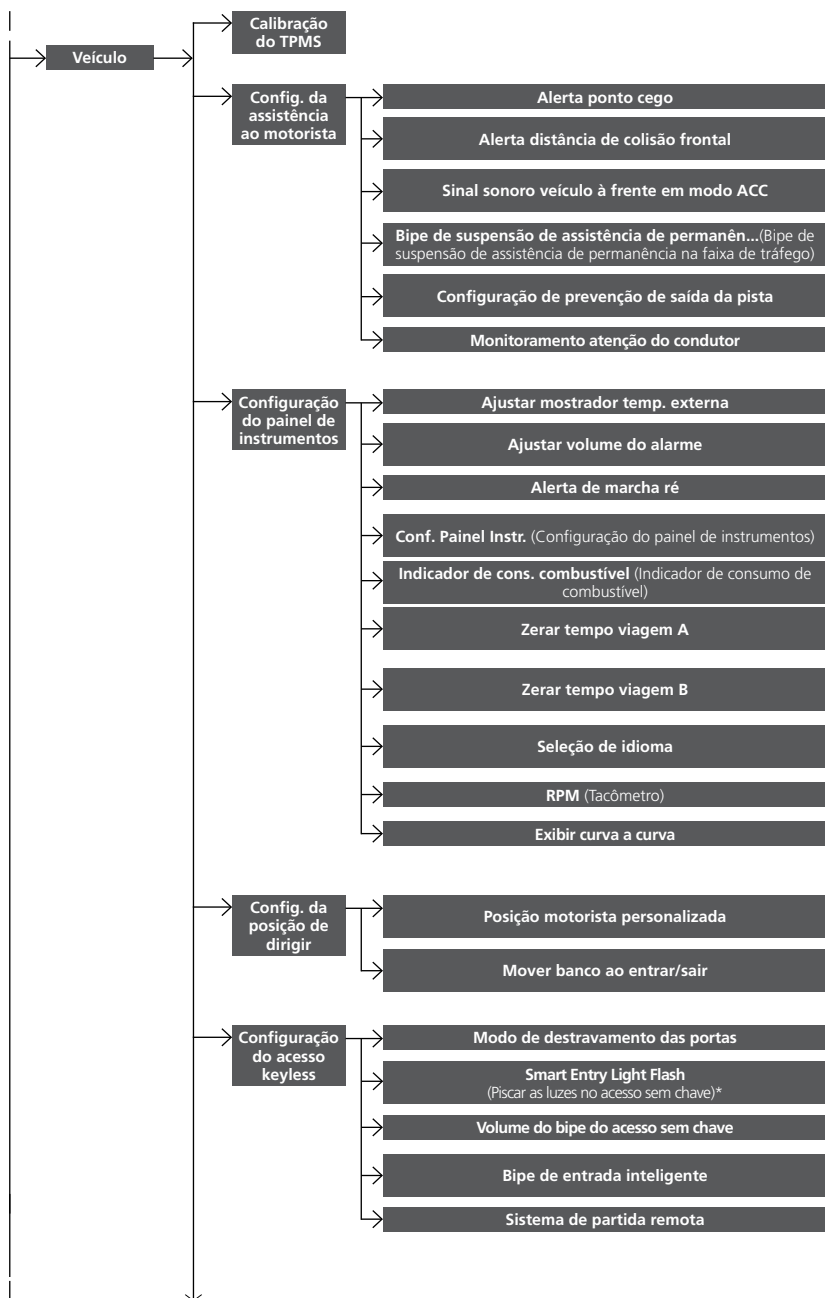 Veículo
Calibração
do TPMS
Config. da
assistência
ao motorista
Alerta ponto cego
Alerta distância de colisão frontal
Sinal sonoro veículo à frente em modo ACC
Bipe de suspensão de assistência de permanên...(Bipe de
suspensão de assistência de permanência na faixa de tráfego)
Configuração de prevenção de saída da pista
Monitoramento atenção do condutor
Configuração
do painel de
instrumentos
Ajustar mostrador temp. externa
Ajustar volume do alarme
Alerta de marcha ré
Conf. Painel Instr. (Configuração do painel de instrumentos)
Indicador de cons. combustível (Indicador de consumo de
combustível)
Zerar tempo viagem A
Zerar tempo viagem B
Seleção de idioma
RPM (Tacômetro)
Exibir curva a curva
Config. da
posição de
dirigir
Posição motorista personalizada
Mover banco ao entrar/sair
Configuração
do acesso
keyless
Modo de destravamento das portas
Smart Entry Light Flash
(Piscar as luzes no acesso sem chave)*
Volume do bipe do acesso sem chave
Bipe de entrada inteligente
Sistema de partida remota